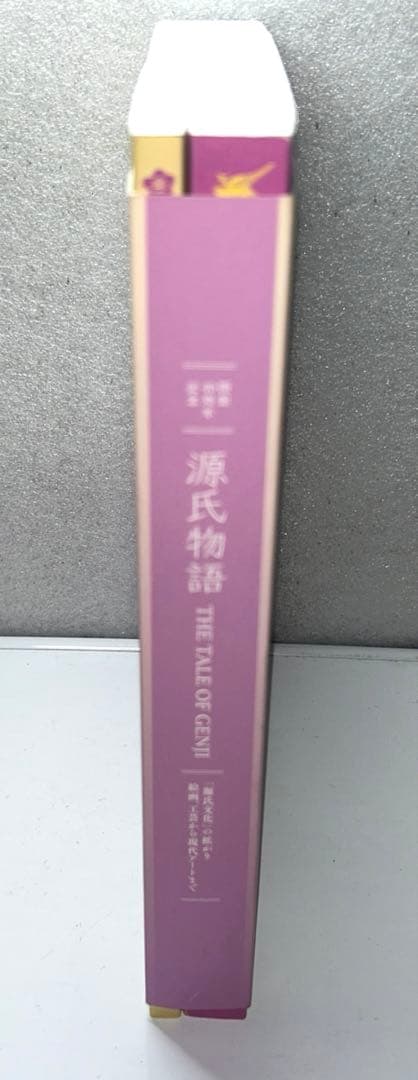 源氏物語
THE TALE OF GENJI
「源氏文化」の拡がり
絵画、工芸から現代アートまで